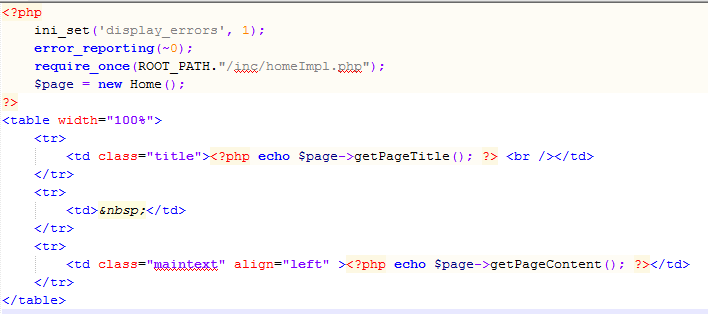 <?php
ini_set('display_errors', 1);
error_reporting(~0);
require_once(ROOT_PATH."/inc/homeImpl.php");
$page = new Home();
?>
<table width="100%">
<tr>
<td class="title"><?php echo $page->getPageTitle(); ?> <br /></td>
</tr>
<tr>
<td>&nbsp;</td>
</tr>
<tr>
<td class="maintext" align="left" ><?php echo $page->getPageContent(); ?></td>
</tr>
</table>